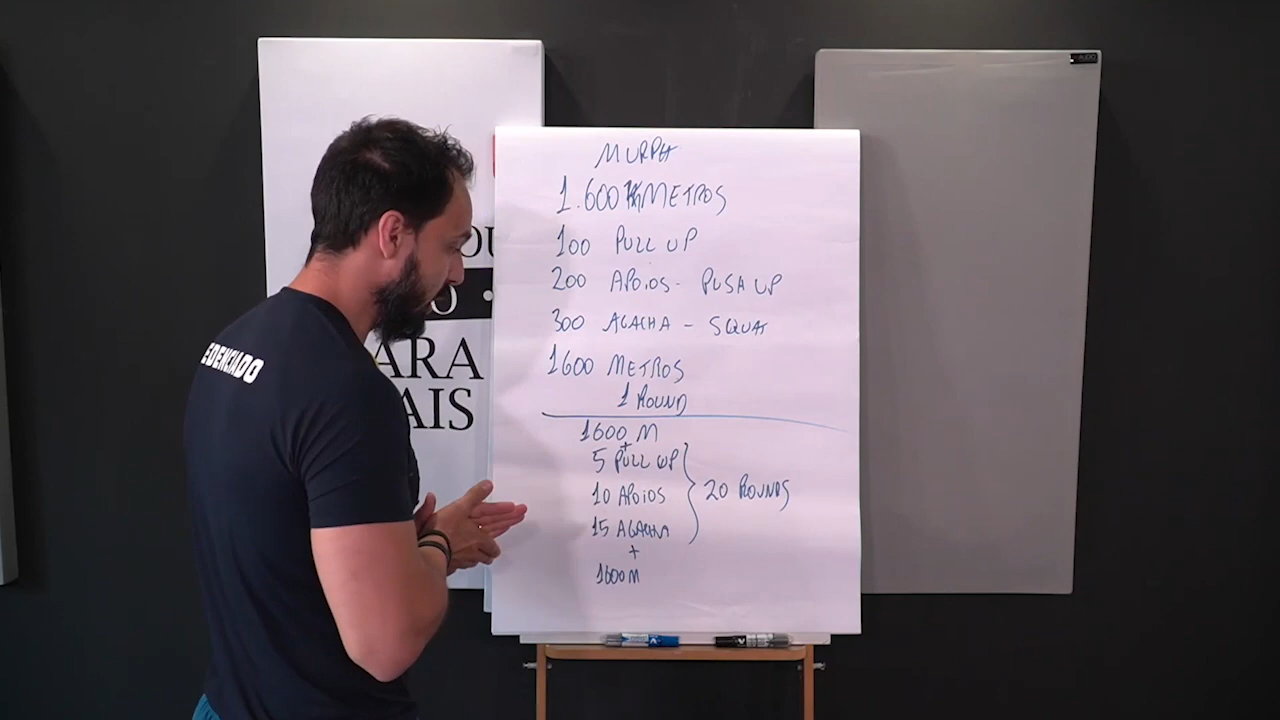 MURPH
1.600 METROS
100 PULL UP
200 APOIOS - PUSH UP
300 AGACHA - SQUAT
1600 METROS
1 ROUND
1600 M
+
5 PULL UP
10 APOIOS
15 AGACHA
20 ROUNDS
+
1600 M
EDENCIADO
OU
O •
ARA
AIS